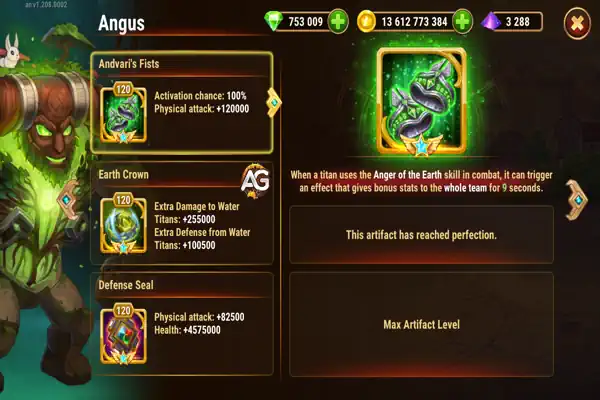 an v1.208.0002
Angus
753 009
13 612 773 384
3 288
Andvari's Fists
120
Activation chance: 100%
Physical attack: +120000
Earth Crown
AG
120
Extra Damage to Water
Titans: +255000
Extra Defense from Water
Titans: +100500
Defense Seal
120
Physical attack: +82500
Health: +4575000
When a titan uses the Anger of the Earth skill in combat, it can trigger
an effect that gives bonus stats to the whole team for 9 seconds.
This artifact has reached perfection.
Max Artifact Level